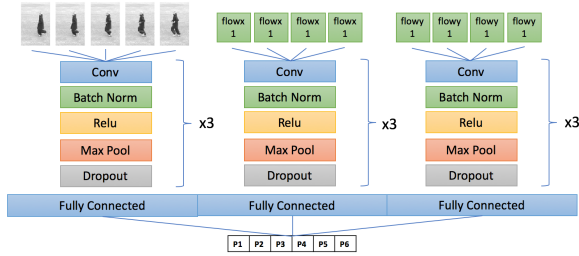 flowx 1 flowx 1 flowx 1 flowx 1 flowy 1 flowy 1 flowy 1 flowy 1
Conv Conv Conv
Batch Norm Batch Norm Batch Norm
Relu x3 Relu x3 Relu x3
Max Pool Max Pool Max Pool
Dropout Dropout Dropout
Fully Connected Fully Connected Fully Connected
P1 P2 P3 P4 P5 P6